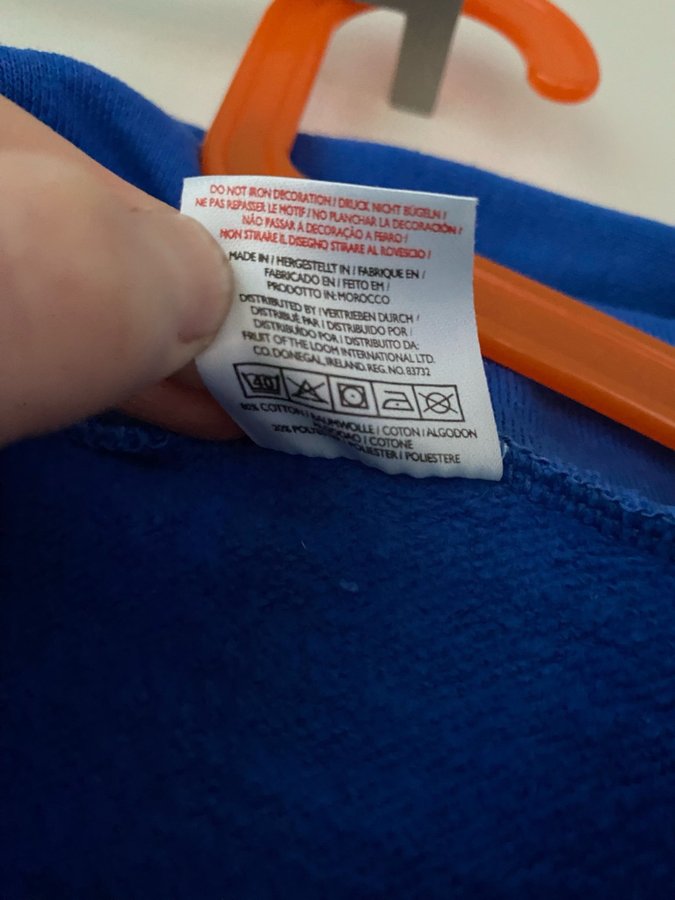 DO NOT IRON DECORATION / DRUCK NICHT BÜGELN /
NE PAS REPASSER LE MOTIF / NO PLANCHAR LA DECORACIÓN /
NÃO PASSAR A DECORAÇÃO A FERRO /
NON STIRARE IL DISEGNO STIRARE AL ROVESCIO /
MADE IN / HERGESTELLT IN / FABRIQUE EN /
FABRICADO EN / FEITO EM /
PRODOTTO IN: MOROCCO
DISTRIBUTED BY / VERTRIEBEN DURCH /
DISTRIBUÉ PAR / DISTRIBUIDO POR /
DISTRIBUÍDO POR / DISTRIBUITO DA:
FRUIT OF THE LOOM INTERNATIONAL LTD.
CO. DONEGAL, IRELAND. REG. NO. 83732
40
80% COTTON / BAUMWOLLE / COTON / ALGODON
ALGODAO / COTONE
20% POLYESTER / POLIESTERE